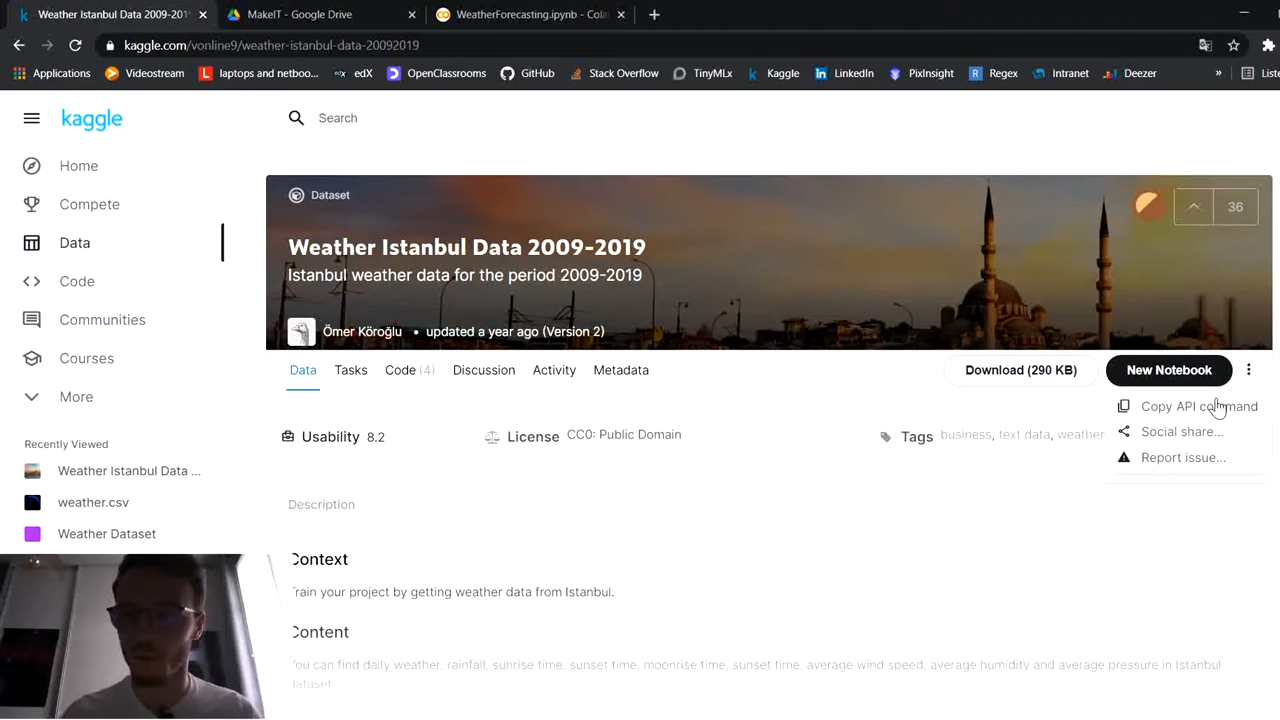 Weather Istanbul Data 2009-201
MakeIT - Google Drive
WeatherForecasting.ipynb - Cola
kaggle.com/vonline9/weather-istanbul-data-20092019
Applications
Videostream
laptops and netboo...
edX
OpenClassrooms
GitHub
Stack Overflow
TinyMLx
Kaggle
LinkedIn
PixInsight
Regex
Intranet
Deezer
»
Liste
kaggle
Search
Home
Compete
Data
Code
Communities
Courses
More
Recently Viewed
Weather Istanbul Data ...
weather.csv
Weather Dataset
Dataset
36
Weather Istanbul Data 2009-2019
Istanbul weather data for the period 2009-2019
Ömer Köroğlu • updated a year ago (Version 2)
Data
Tasks
Code (4)
Discussion
Activity
Metadata
Download (290 KB)
New Notebook
Copy API command
Social share...
Report issue...
Usability 8.2
License CC0: Public Domain
Tags business, text data, weather
Description
Context
Train your project by getting weather data from Istanbul.
Content
You can find daily weather, rainfall, sunrise time, sunset time, moonrise time, sunset time, average wind speed, average humidity and average pressure in Istanbul
dataset